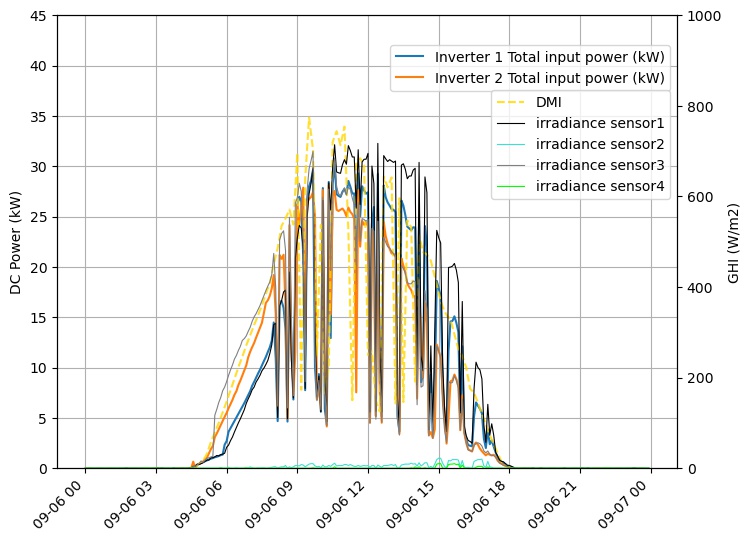 45
40
35
30
25
20
15
10
5
0
DC Power (kW)
1000
800
600
400
200
0
GHI (W/m2)
Inverter 1 Total input power (kW)
Inverter 2 Total input power (kW)
DMI
irradiance sensor1
irradiance sensor2
irradiance sensor3
irradiance sensor4
09-06 00
09-06 03
09-06 06
09-06 09
09-06 12
09-06 15
09-06 18
09-06 21
09-07 00